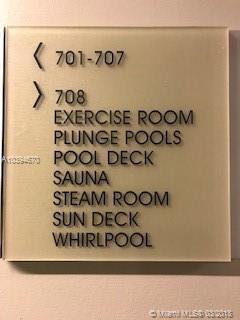 < 701-707
> 708
EXERCISE ROOM
PLUNGE POOLS
POOL DECK
SAUNA
STEAM ROOM
SUN DECK
WHIRLPOOL